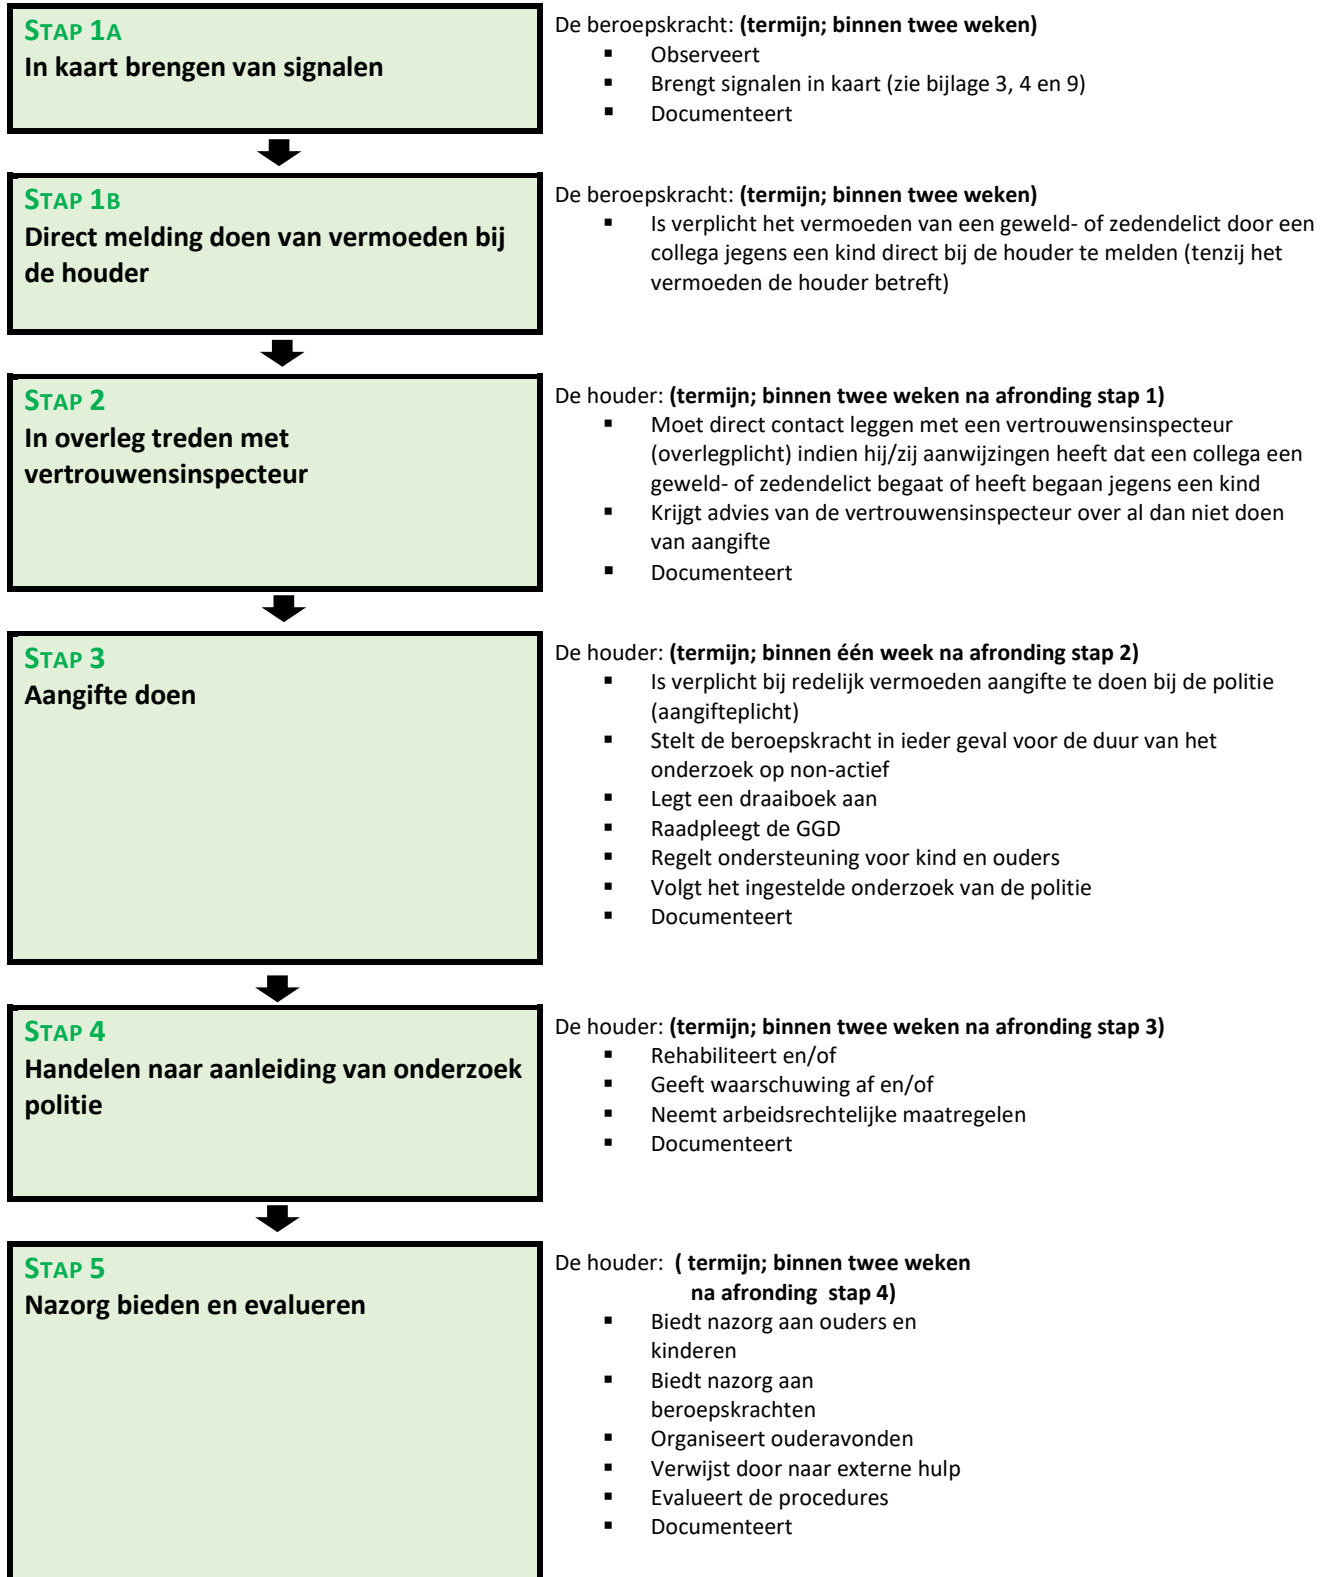 STAP 1A
In kaart brengen van signalen
De beroepskracht: (termijn; binnen twee weken)
▪ Observeert
▪ Brengt signalen in kaart (zie bijlage 3, 4 en 9)
▪ Documenteert
STAP 1B
Direct melding doen van vermoeden bij
de houder
De beroepskracht: (termijn; binnen twee weken)
▪ Is verplicht het vermoeden van een geweld- of zedendelict door een
collega jegens een kind direct bij de houder te melden (tenzij het
vermoeden de houder betreft)
STAP 2
In overleg treden met
vertrouwensinspecteur
De houder: (termijn; binnen twee weken na afronding stap 1)
▪ Moet direct contact leggen met een vertrouwensinspecteur
(overlegplicht) indien hij/zij aanwijzingen heeft dat een collega een
geweld- of zedendelict begaat of heeft begaan jegens een kind
▪ Krijgt advies van de vertrouwensinspecteur over al dan niet doen
van aangifte
▪ Documenteert
STAP 3
Aangifte doen
De houder: (termijn; binnen één week na afronding stap 2)
▪ Is verplicht bij redelijk vermoeden aangifte te doen bij de politie
(aangifteplicht)
▪ Stelt de beroepskracht in ieder geval voor de duur van het
onderzoek op non-actief
▪ Legt een draaiboek aan
▪ Raadpleegt de GGD
▪ Regelt ondersteuning voor kind en ouders
▪ Volgt het ingestelde onderzoek van de politie
▪ Documenteert
STAP 4
Handelen naar aanleiding van onderzoek
politie
De houder: (termijn; binnen twee weken na afronding stap 3)
▪ Rehabiliteert en/of
▪ Geeft waarschuwing af en/of
▪ Neemt arbeidsrechtelijke maatregelen
▪ Documenteert
STAP 5
Nazorg bieden en evalueren
De houder: ( termijn; binnen twee weken
na afronding stap 4)
▪ Biedt nazorg aan ouders en
kinderen
▪ Biedt nazorg aan
beroepskrachten
▪ Organiseert ouderavonden
▪ Verwijst door naar externe hulp
▪ Evalueert de procedures
▪ Documenteert